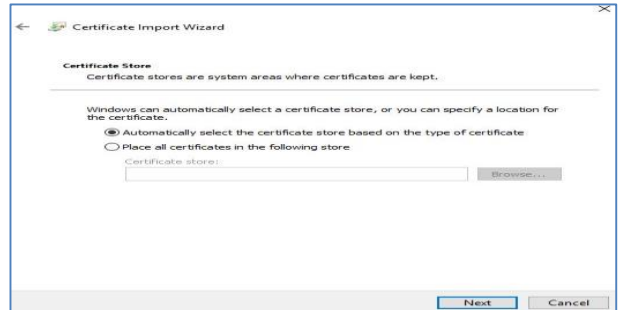 Certificate Import Wizard
Certificate Store
Certificate stores are system areas where certificates are kept.
Windows can automatically select a certificate store, or you can specify a location for
the certificate.
Automatically select the certificate store based on the type of certificate
Place all certificates in the following store
Certificate store:
Browse...
Next Cancel